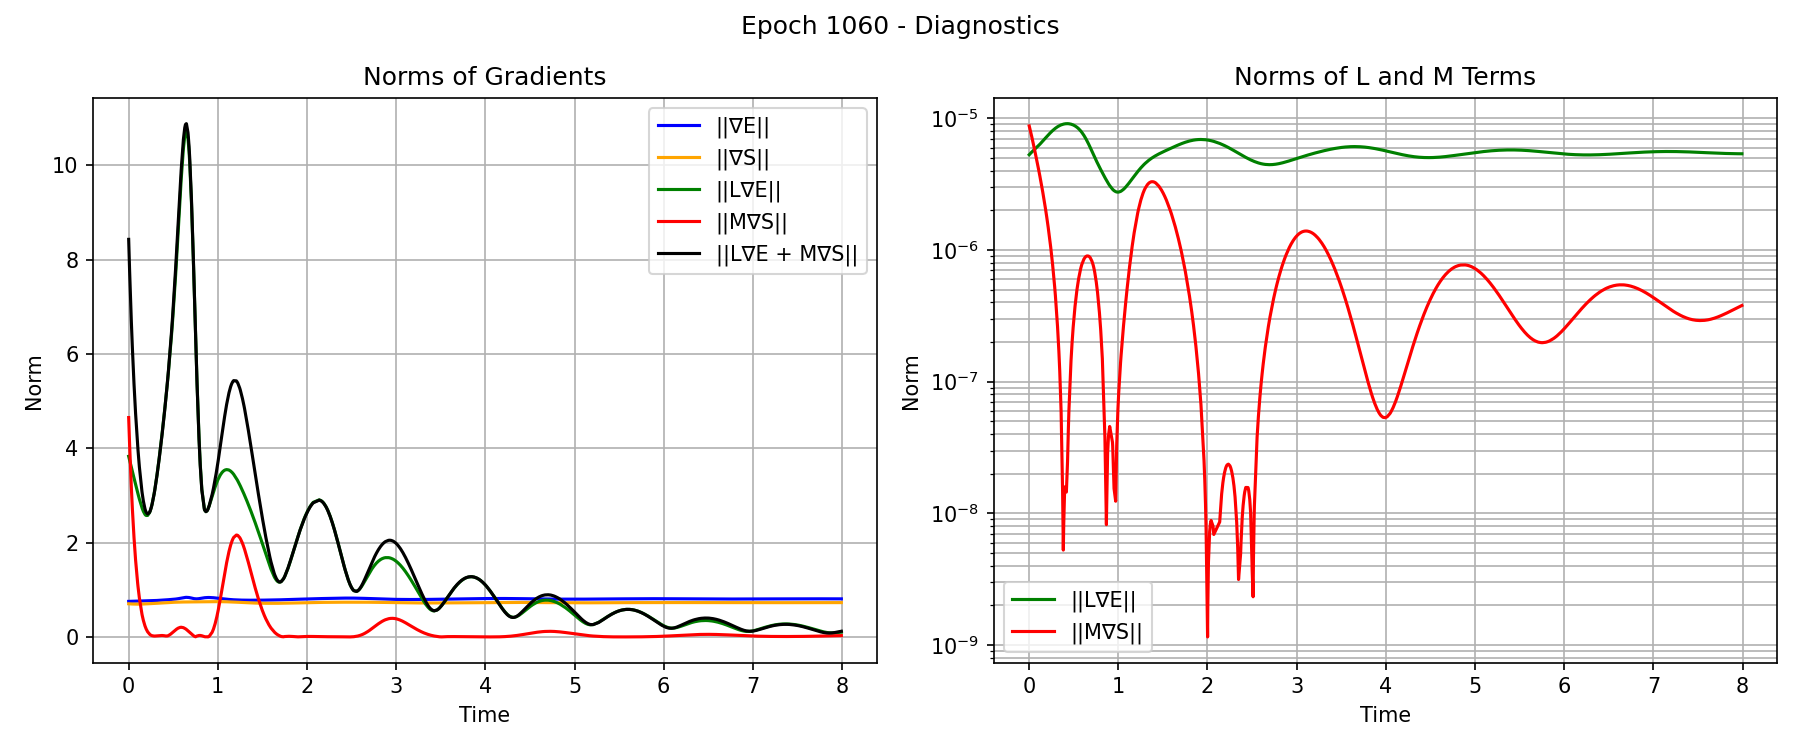 Epoch 1060 - Diagnostics
Norms of Gradients
Norm
10
8
6
4
2
0
0 1 2 3 4 5 6 7 8
Time
||∇E||
||∇S||
||L∇E||
||M∇S||
||L∇E + M∇S||
Norms of L and M Terms
Norm
10⁻⁵
10⁻⁶
10⁻⁷
10⁻⁸
10⁻⁹
0 1 2 3 4 5 6 7 8
Time
||L∇E||
||M∇S||